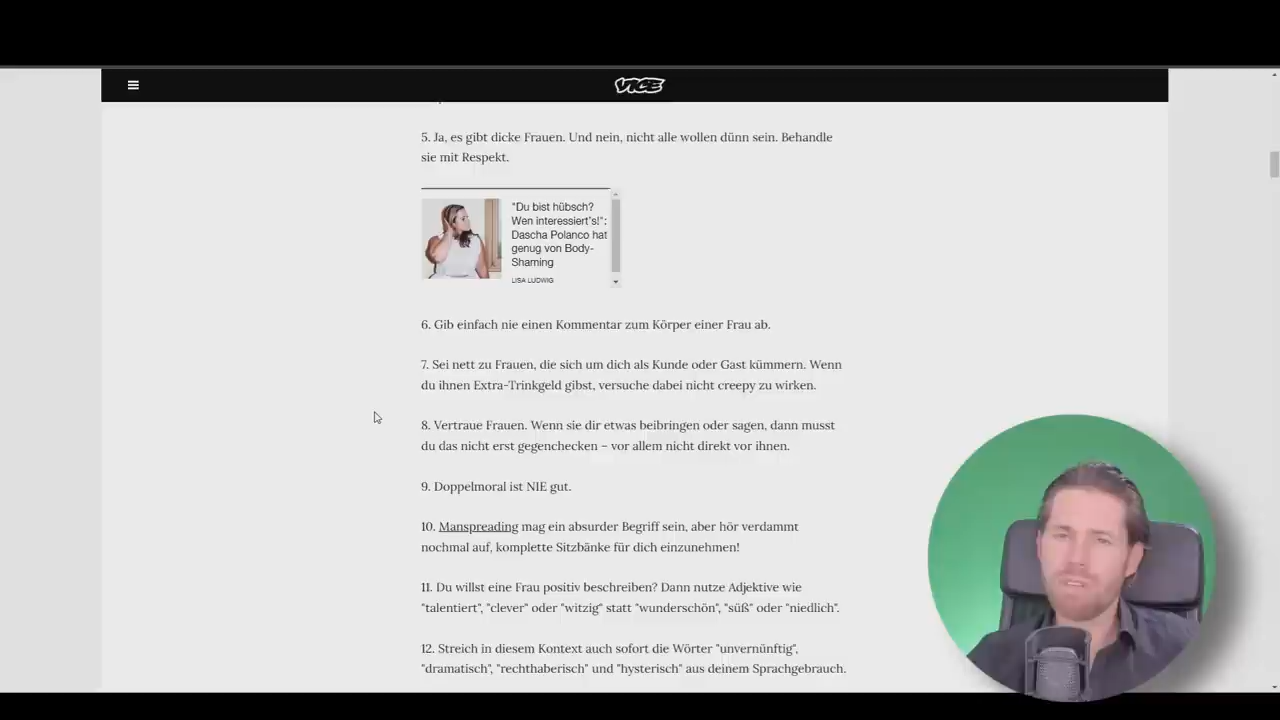 VICE
5. Ja, es gibt dicke Frauen. Und nein, nicht alle wollen dünn sein. Behandle
sie mit Respekt.
"Du bist hübsch?
Wen interessiert's!":
Dascha Polanco hat
genug von Body-
Shaming
LISA LUDWIG
6. Gib einfach nie einen Kommentar zum Körper einer Frau ab.
7. Sei nett zu Frauen, die sich um dich als Kunde oder Gast kümmern. Wenn
du ihnen Extra-Trinkgeld gibst, versuche dabei nicht creepy zu wirken.
8. Vertraue Frauen. Wenn sie dir etwas beibringen oder sagen, dann musst
du das nicht erst gegenchecken – vor allem nicht direkt vor ihnen.
9. Doppelmoral ist NIE gut.
10. Manspreading mag ein absurder Begriff sein, aber hör verdammt
nochmal auf, komplette Sitzbänke für dich einzunehmen!
11. Du willst eine Frau positiv beschreiben? Dann nutze Adjektive wie
"talentiert", "clever" oder "witzig" statt "wunderschön", "süß" oder "niedlich".
12. Streich in diesem Kontext auch sofort die Wörter "unvernünftig",
"dramatisch", "rechthaberisch" und "hysterisch" aus deinem Sprachgebrauch.